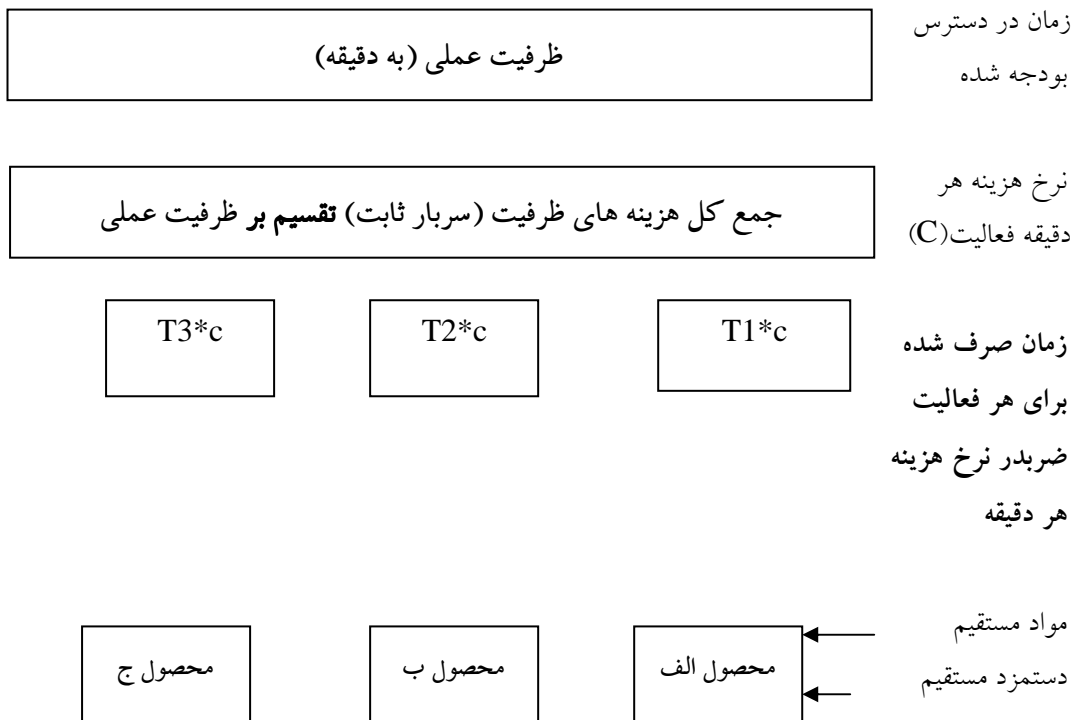 زمان در دسترس
بودجه شده
ظرفیت عملی (به دقیقه)
نرخ هزینه هر
دقیقه فعالیت(C)
جمع کل هزینه های ظرفیت (سربار ثابت) تقسیم بر ظرفیت عملی
زمان صرف شده
برای هر فعالیت
ضربدر نرخ هزینه
هر دقیقه
T1*c
T2*c
T3*c
مواد مستقیم
دستمزد مستقیم
محصول الف
محصول ب
محصول ج